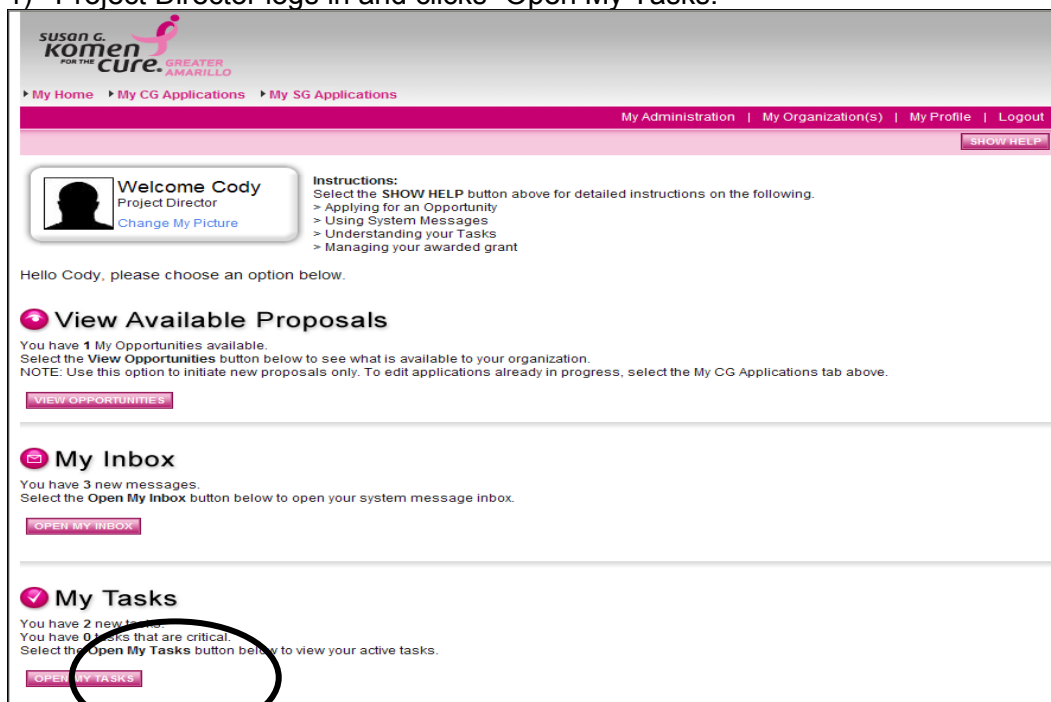 1) Project Director logs in and clicks "Open My Tasks."
susan g.
komen
FOR THE cure. GREATER AMARILLO
My Home My CG Applications My SG Applications
My Administration | My Organization(s) | My Profile | Logout
SHOW HELP
Welcome Cody
Project Director
Change My Picture
Instructions:
Select the SHOW HELP button above for detailed instructions on the following.
> Applying for an Opportunity
> Using System Messages
> Understanding your Tasks
> Managing your awarded grant
Hello Cody, please choose an option below.
View Available Proposals
You have 1 My Opportunities available.
Select the View Opportunities button below to see what is available to your organization.
NOTE: Use this option to initiate new proposals only. To edit applications already in progress, select the My CG Applications tab above.
VIEW OPPORTUNITIES
My Inbox
You have 3 new messages.
Select the Open My Inbox button below to open your system message inbox.
OPEN MY INBOX
My Tasks
You have 2 new tasks.
You have 0 tasks that are critical.
Select the Open My Tasks button below to view your active tasks.
OPEN MY TASKS